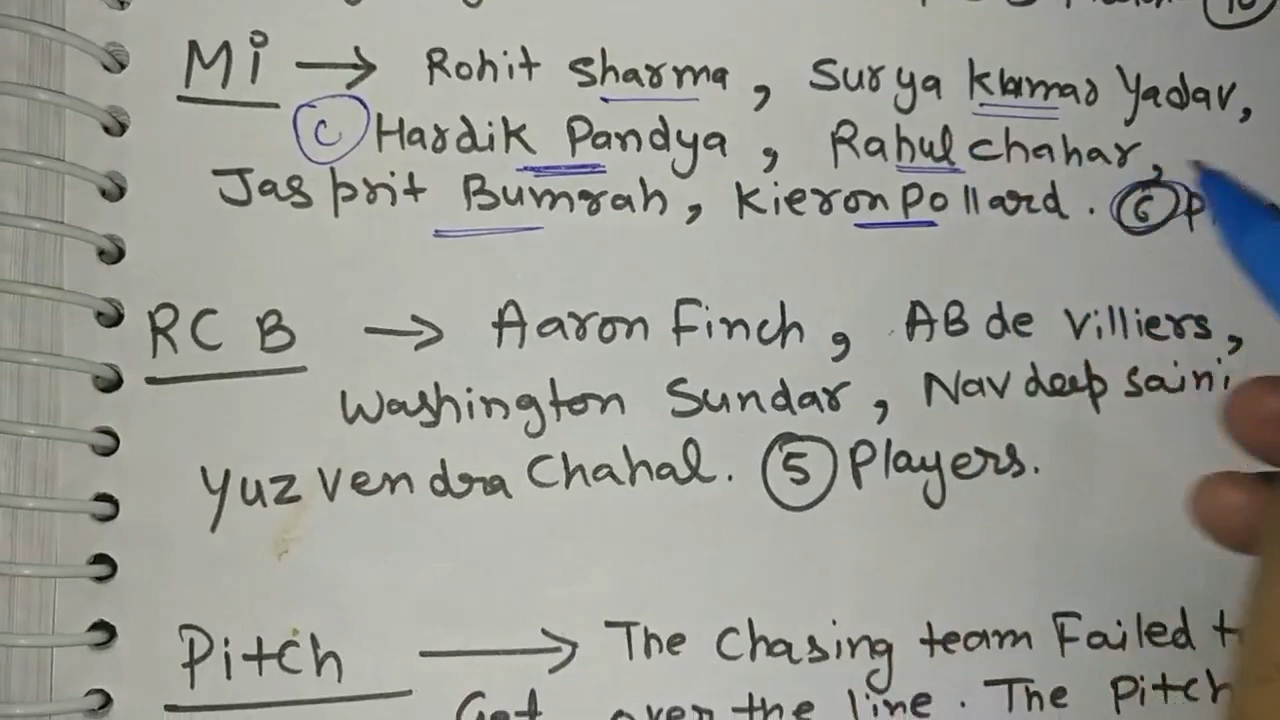 Mi → Rohit Sharma, Surya Kumar Yadav,
C Hardik Pandya, Rahul Chahar,
Jasprit Bumrah, Kieron Pollard. 6 P
RCB → Aaron Finch, AB de Villiers,
Washington Sundar, Navdeep Saini
Yuzvendra Chahal. 5 Players.
Pitch → The Chasing team Failed t
Get over the line. The Pitch